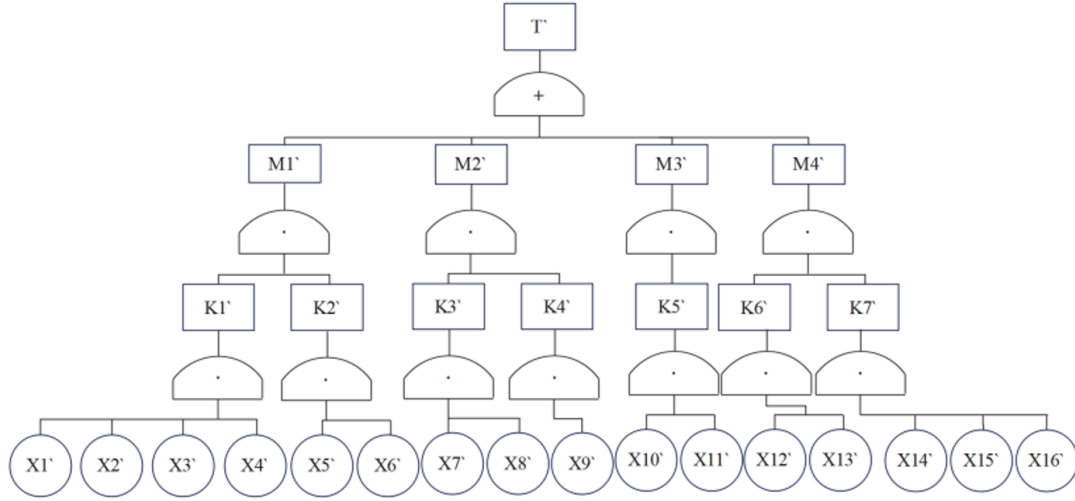 T`
+
M1` M2` M3` M4`
· · · ·
K1` K2` K3` K4` K5` K6` K7`
· · · · · · ·
X1` X2` X3` X4` X5` X6` X7` X8` X9` X10` X11` X12` X13` X14` X15` X16`